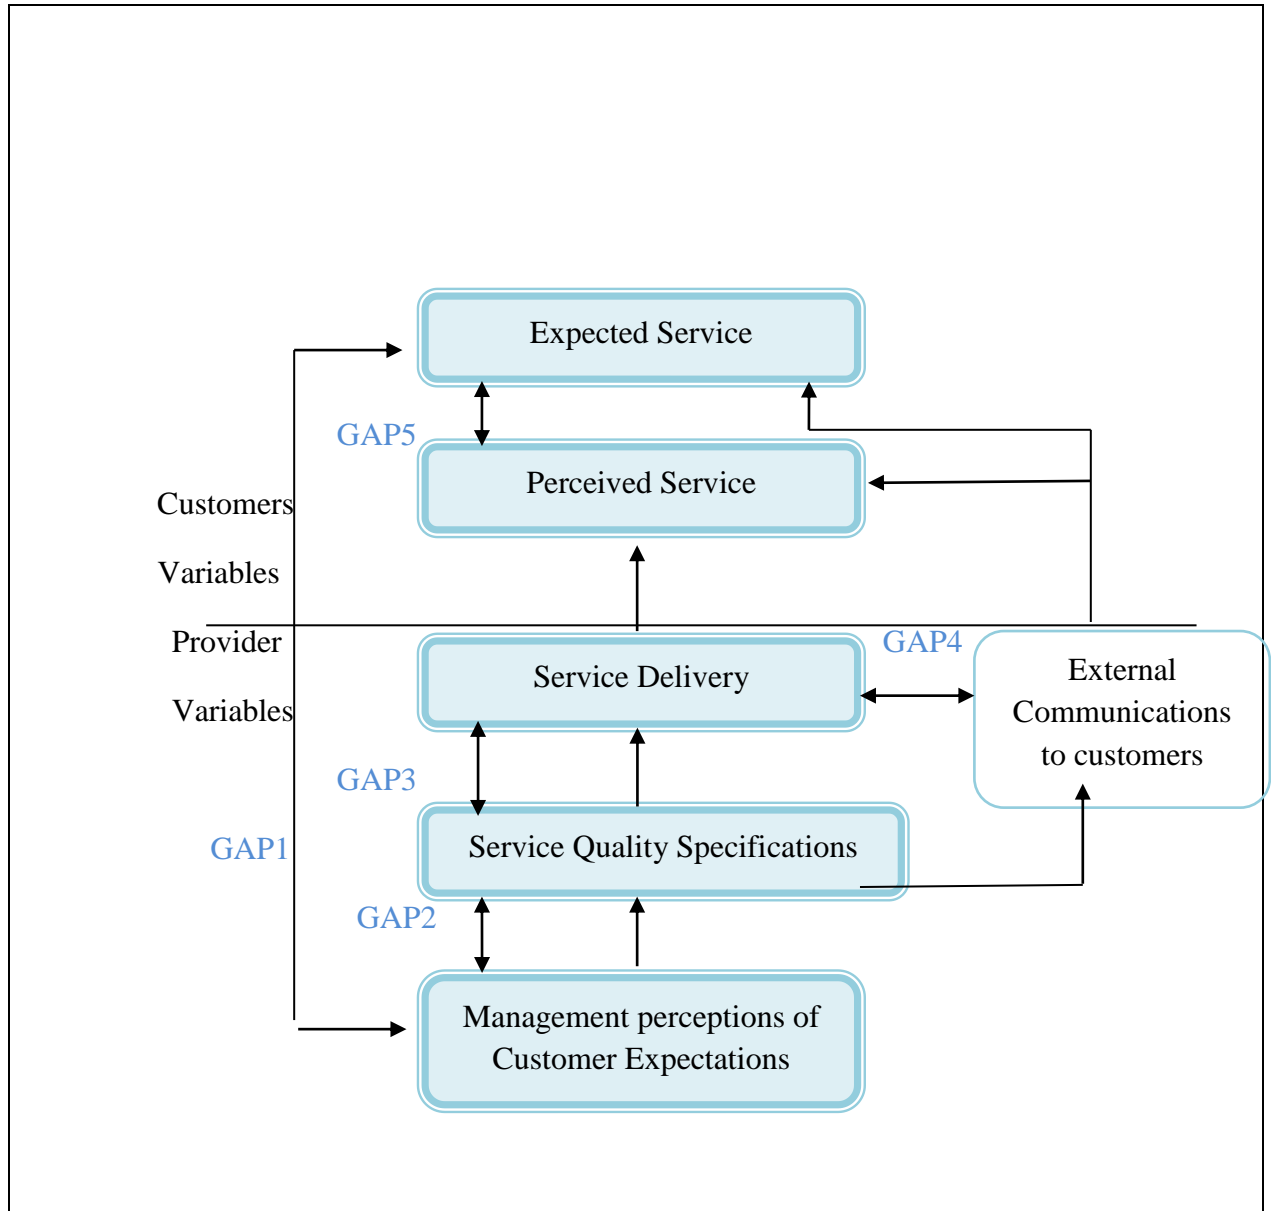 Expected Service
GAP5
Perceived Service
Customers
Variables
Provider
Variables
GAP4
Service Delivery
External
Communications
to customers
GAP3
Service Quality Specifications
GAP1
GAP2
Management perceptions of
Customer Expectations